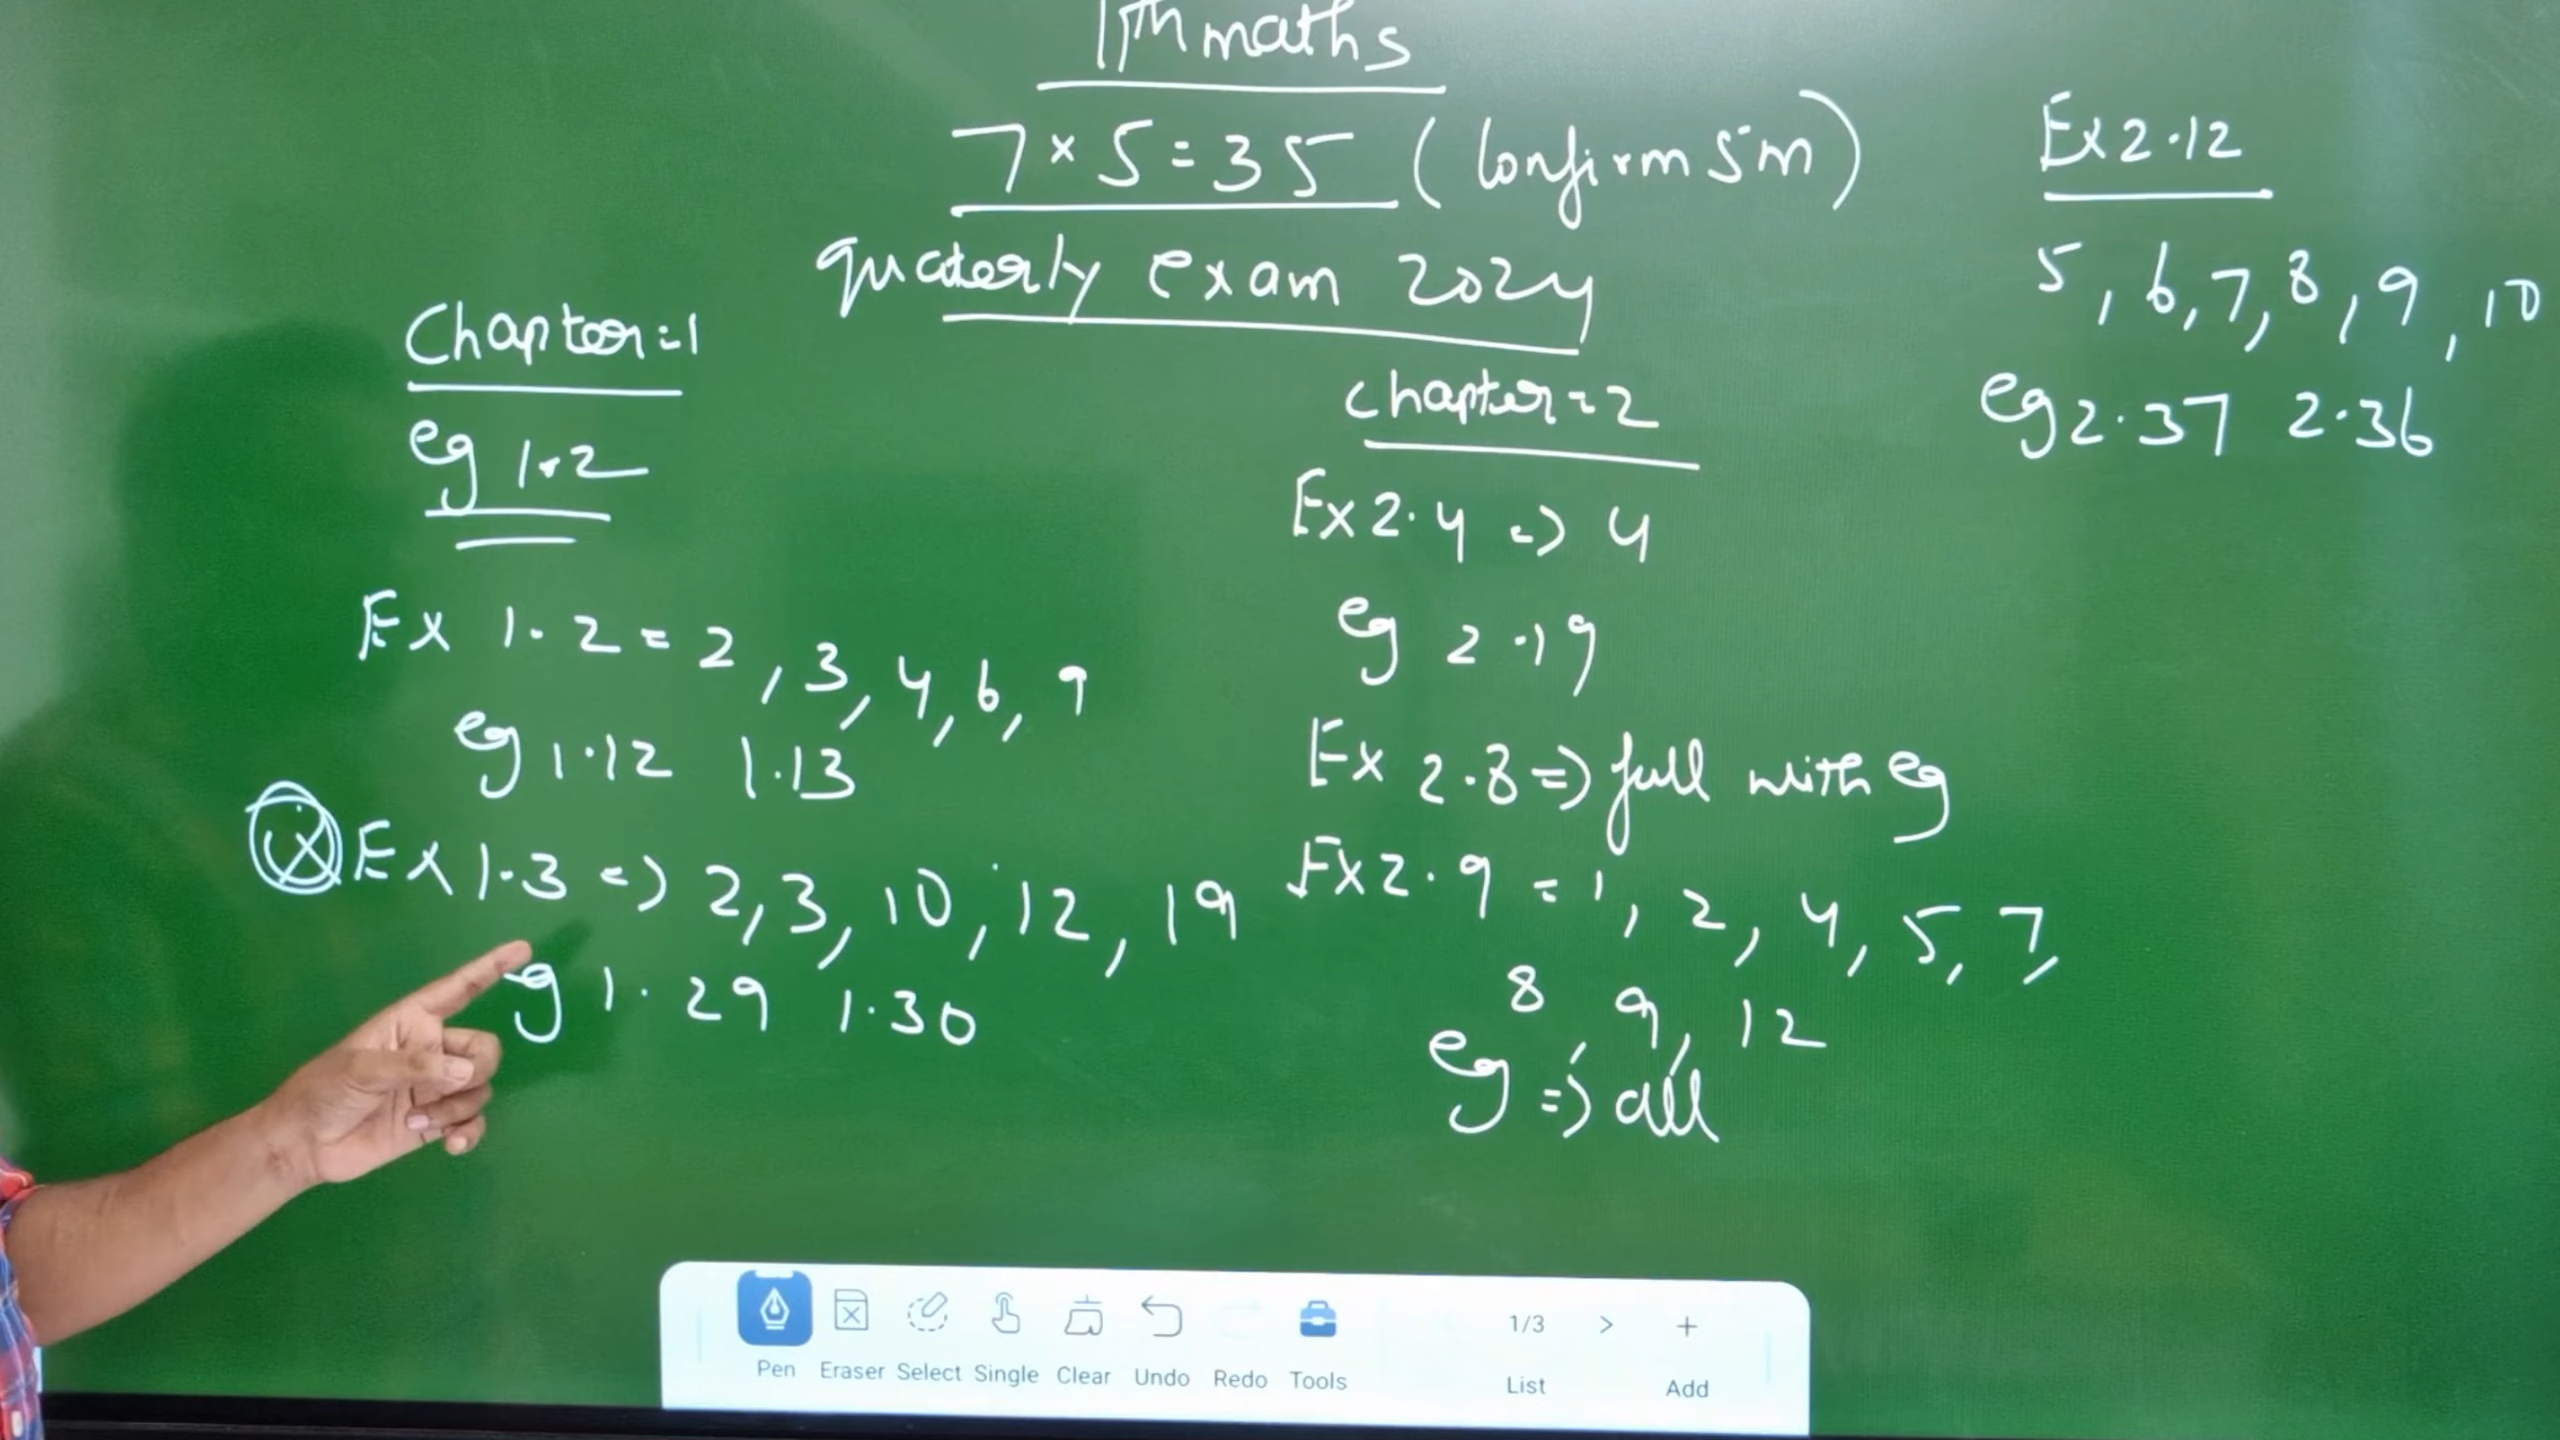 11th maths
7 × 5 = 35 (Confirm 5m)
quaterly exam 2024
Chapter = 1
eg 1.2
Ex 1.2 = 2, 3, 4, 6, 9
eg 1.12 1.13
Ex 1.3 => 2, 3, 10, 12, 19
eg 1.29 1.30
chapter = 2
Ex 2.4 => 4
eg 2.19
Ex 2.8 => full with eg
Ex 2.9 = 1, 2, 4, 5, 7,
8, 9, 12
eg => all
Ex 2.12
5, 6, 7, 8, 9, 10
eg 2.37 2.36
Pen Eraser Select Single Clear Undo Redo Tools
1/3 > +
List Add